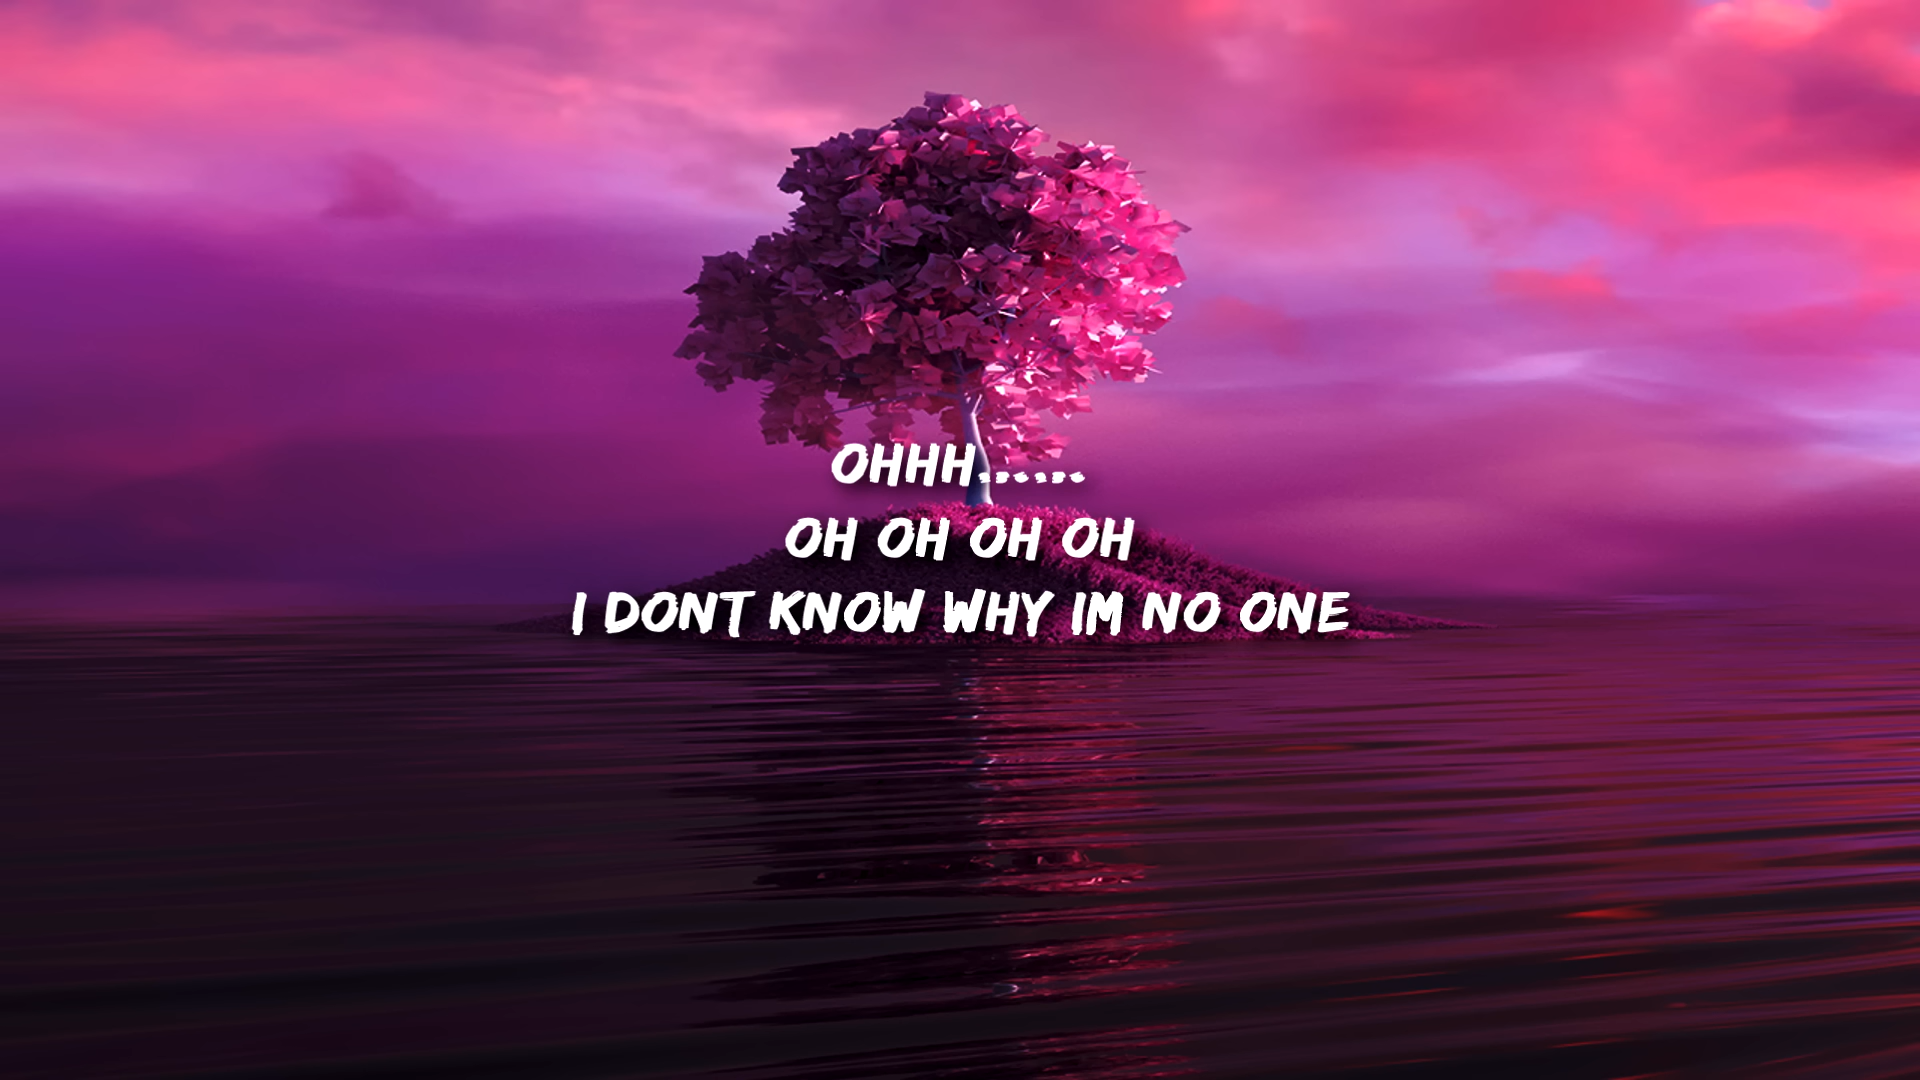 OHHH......
OH OH OH OH
I DONT KNOW WHY IM NO ONE